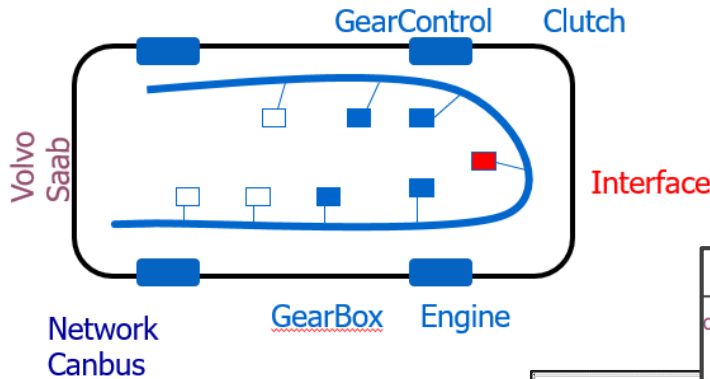 GearControl Clutch
Volvo
Saab
Interface
GearBox Engine
Network
Canbus